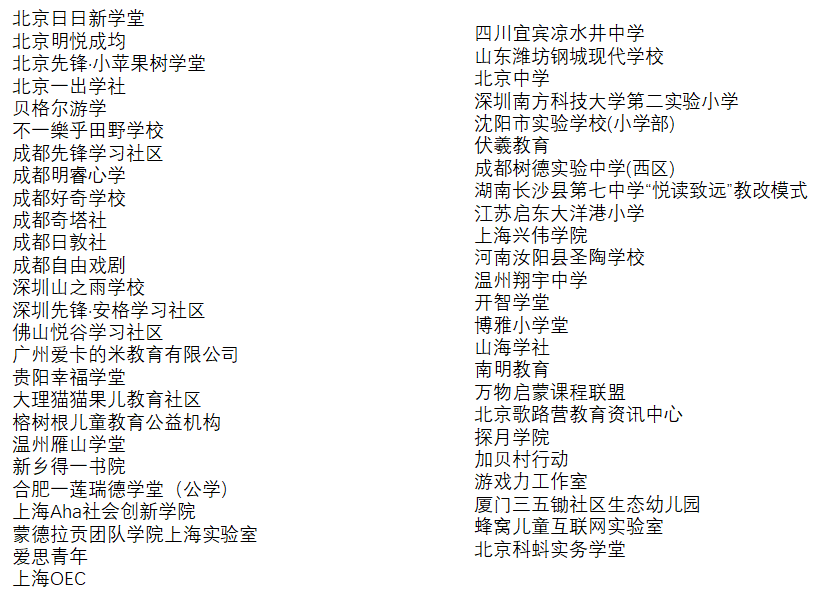 北京日日新学堂
北京明悦成均
北京先锋·小苹果树学堂
北京一出学社
贝格尔游学
不一樂乎田野学校
成都先锋学习社区
成都明睿心学
成都好奇学校
成都奇塔社
成都日敦社
成都自由戏剧
深圳山之雨学校
深圳先锋·安格学习社区
佛山悦谷学习社区
广州爱卡的米教育有限公司
贵阳幸福学堂
大理猫猫果儿教育社区
榕树根儿童教育公益机构
温州雁山学堂
新乡得一书院
合肥一莲瑞德学堂（公学）
上海Aha社会创新学院
蒙德拉贡团队学院上海实验室
爱思青年
上海OEC
四川宜宾凉水井中学
山东潍坊钢城现代学校
北京中学
深圳南方科技大学第二实验小学
沈阳市实验学校(小学部)
伏羲教育
成都树德实验中学(西区)
湖南长沙县第七中学“悦读致远”教改模式
江苏启东大洋港小学
上海兴伟学院
河南汝阳县圣陶学校
温州翔宇中学
开智学堂
博雅小学堂
山海学社
南明教育
万物启蒙课程联盟
北京歌路营教育资讯中心
探月学院
加贝村行动
游戏力工作室
厦门三五锄社区生态幼儿园
蜂窝儿童互联网实验室
北京科蚪实务学堂